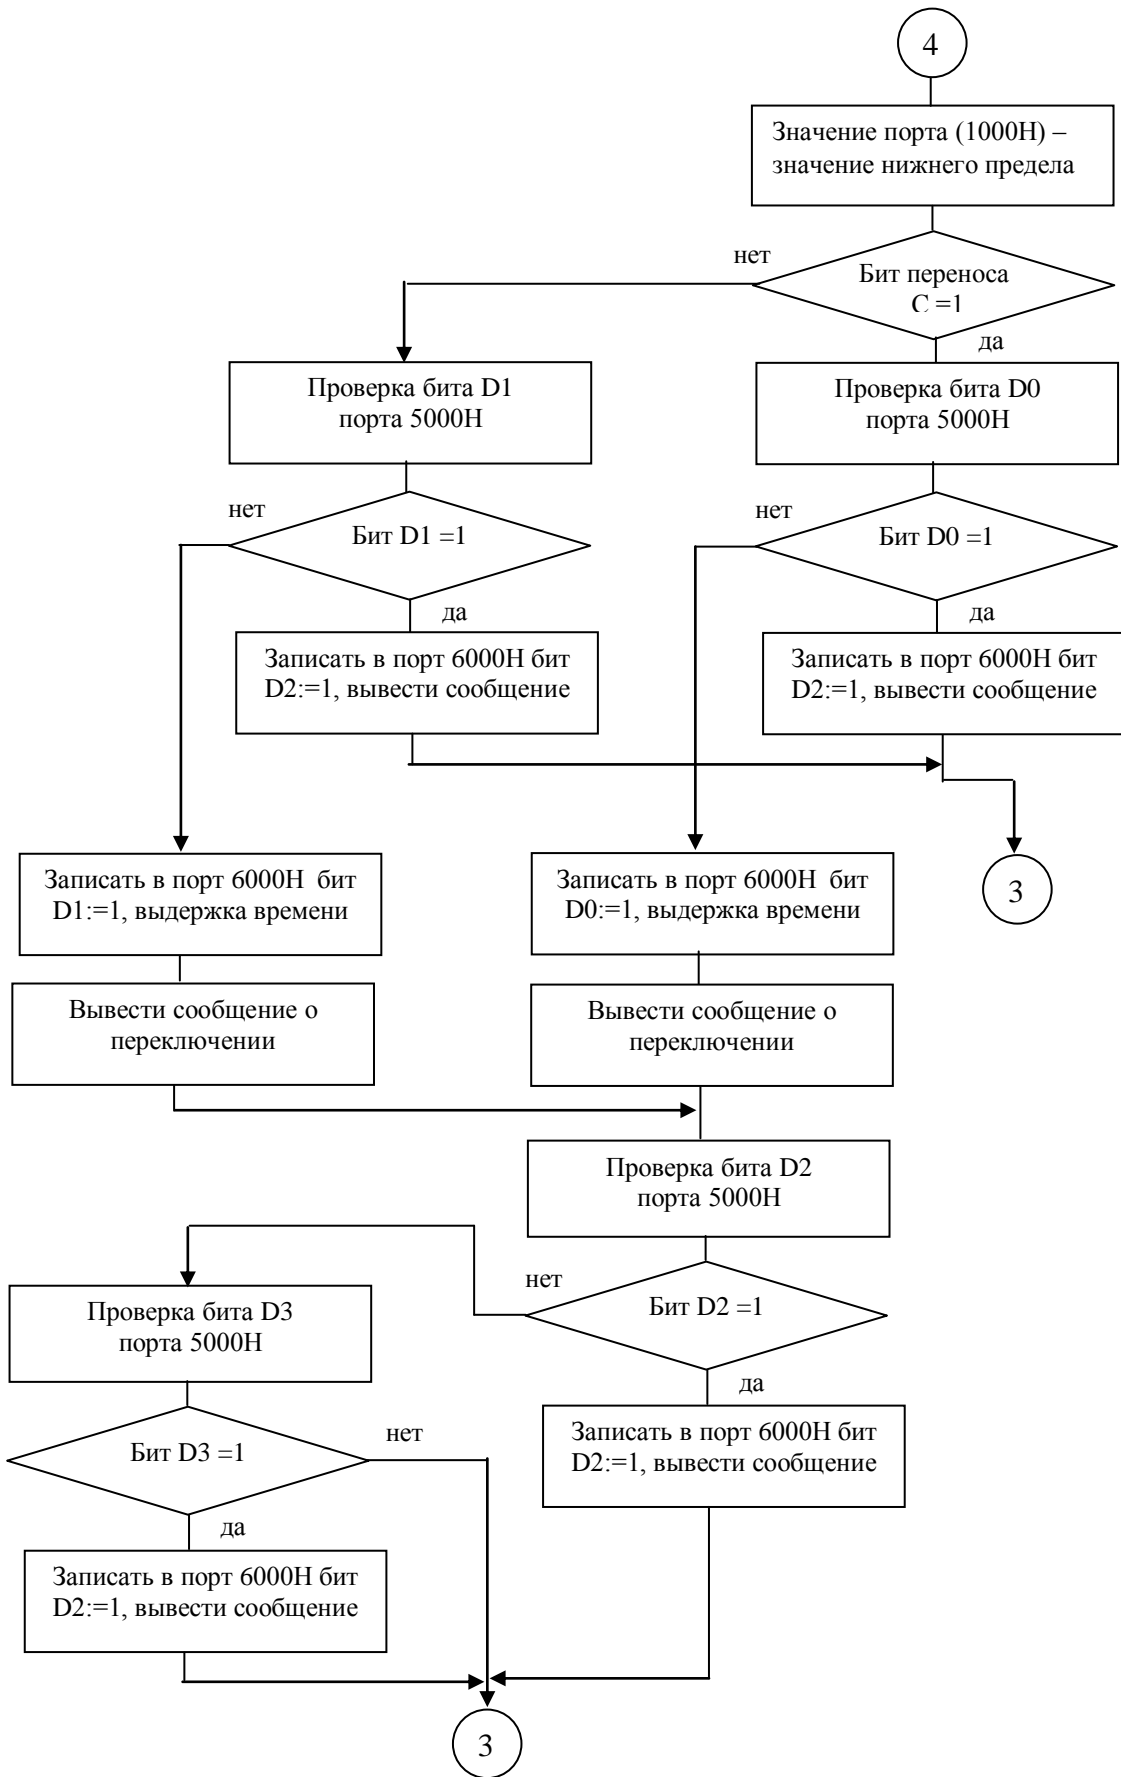 4
Значение порта (1000Н) –
значение нижнего предела
нет
Бит переноса
С =1
да
Проверка бита D1
порта 5000Н
Проверка бита D0
порта 5000Н
нет
Бит D1 =1
нет
Бит D0 =1
да
да
Записать в порт 6000Н бит
D2:=1, вывести сообщение
Записать в порт 6000Н бит
D2:=1, вывести сообщение
Записать в порт 6000Н бит
D1:=1, выдержка времени
Записать в порт 6000Н бит
D0:=1, выдержка времени
3
Вывести сообщение о
переключении
Вывести сообщение о
переключении
Проверка бита D2
порта 5000Н
нет
Бит D2 =1
Проверка бита D3
порта 5000Н
да
Бит D3 =1
нет
Записать в порт 6000Н бит
D2:=1, вывести сообщение
да
Записать в порт 6000Н бит
D2:=1, вывести сообщение
3